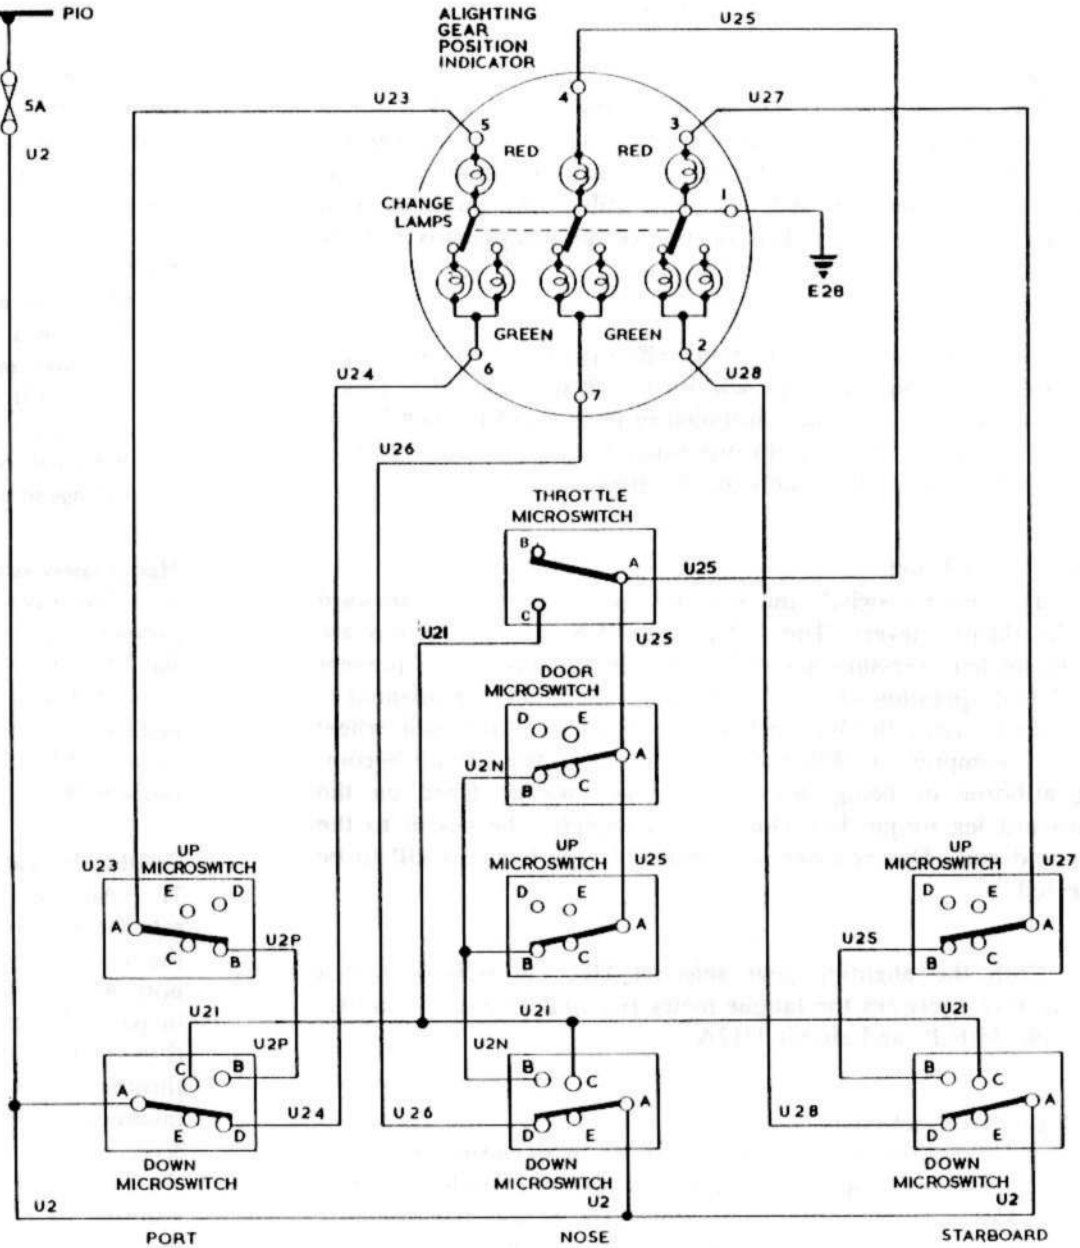 PIO
ALIGHTING
GEAR
POSITION
INDICATOR
U25
5A
U2
U23
U27
4
5
3
RED
RED
CHANGE
LAMPS
1
E28
GREEN
GREEN
6
2
U24
U28
7
U26
THROTTLE
MICROSWITCH
B
A
U25
C
U21
U25
DOOR
MICROSWITCH
D
E
A
U2N
B
C
U23
UP
MICROSWITCH
E
D
A
C
B
U2P
UP
MICROSWITCH
U25
D
E
A
B
C
UP
MICROSWITCH
U27
D
E
A
U2S
B
C
U21
U21
U21
U2P
U2N
C
B
A
E
D
U24
B
C
A
U26
D
E
B
C
A
U28
D
E
DOWN
MICROSWITCH
DOWN
MICROSWITCH
DOWN
MICROSWITCH
U2
U2
U2
PORT
NOSE
STARBOARD